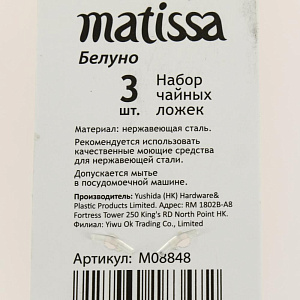 matissa
Белуно
3 шт.
Набор
чайных
ложек
Материал: нержавеющая сталь.
Рекомендуется использовать
качественные моющие средства
для нержавеющей стали.
Допускается мытье
в посудомоечной машине.
Производитель: Yushida (HK) Hardware&
Plastic Products Limited. Адрес: RM 1802B-A8
Fortress Tower 250 King's RD North Point HK.
Филиал: Yiwu Ok Trading Co., Limited
Артикул: M08848